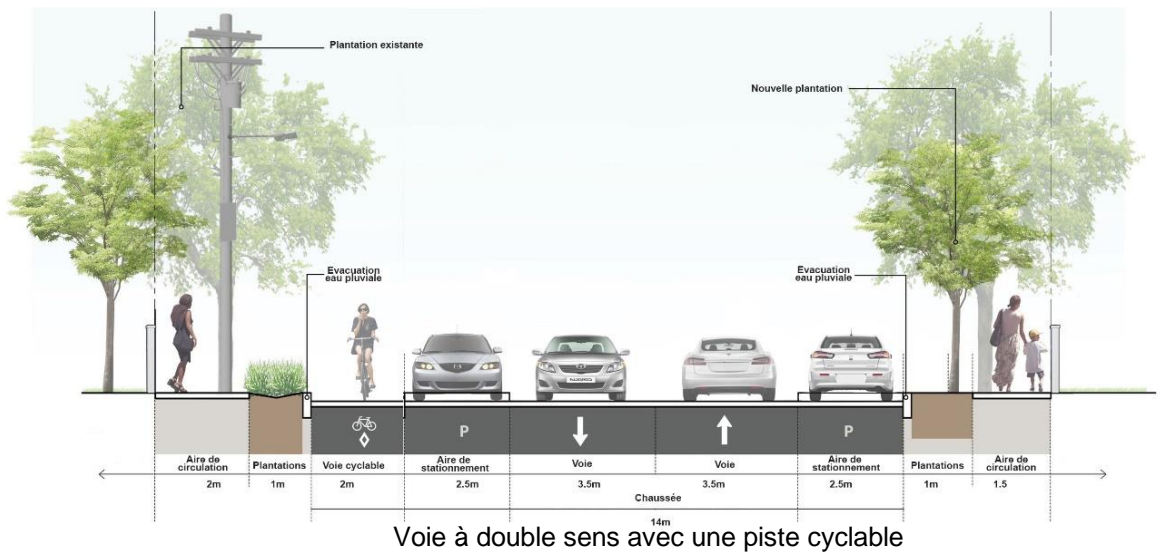 Plantation existante
Nouvelle plantation
Evacuation
eau pluviale
Evacuation
eau pluviale
P
P
Aire de
circulation
Plantations
Voie cyclable
Aire de
stationnement
Voie
Voie
Aire de
stationnement
Plantations
Aire de
circulation
2m
1m
2m
2.5m
3.5m
3.5m
2.5m
1m
1.5
Chaussée
14m
Voie à double sens avec une piste cyclable